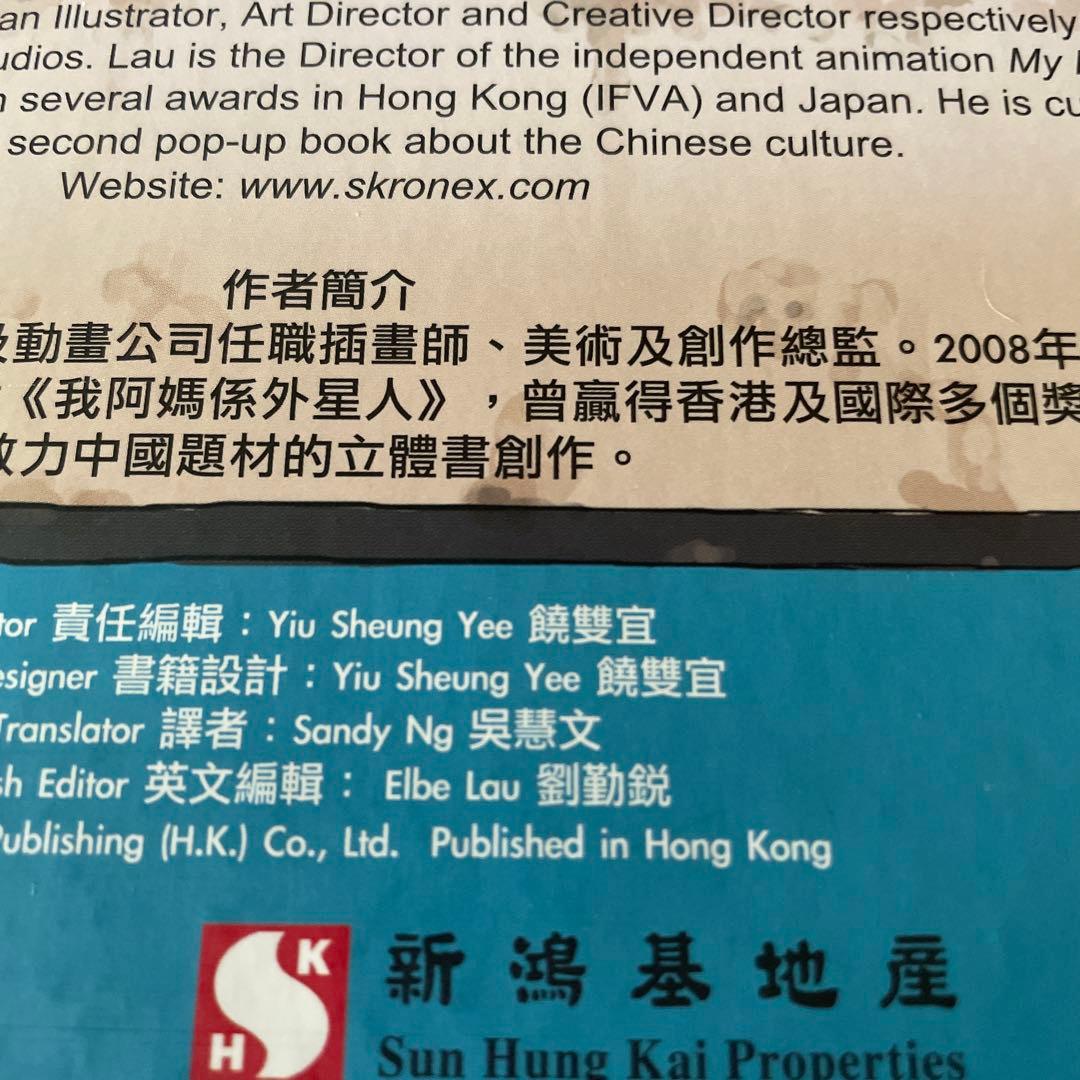 an Illustrator, Art Director and Creative Director respectively
udios. Lau is the Director of the independent animation My
several awards in Hong Kong (IFVA) and Japan. He is cu
second pop-up book about the Chinese culture.
Website: www.skronex.com
作者簡介
及動畫公司任職插畫師、美術及創作總監。2008年
《我阿媽係外星人》，曾贏得香港及國際多個獎
致力中國題材的立體書創作。
tor 責任編輯：Yiu Sheung Yee 饒雙宜
esigner 書籍設計：Yiu Sheung Yee 饒雙宜
Translator 譯者：Sandy Ng 吳慧文
sh Editor 英文編輯： Elbe Lau 劉勤鋭
Publishing (H.K.) Co., Ltd. Published in Hong Kong
SHK 新鴻基地產
Sun Hung Kai Properties